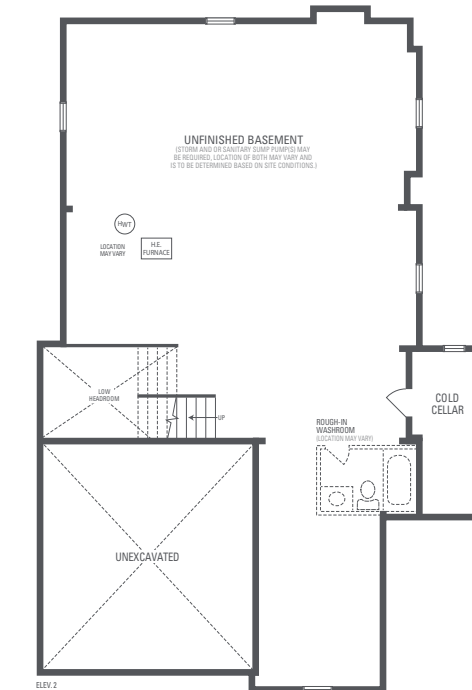 UNFINISHED BASEMENT
(STORM AND OR SANITARY SUMP PUMP(S) MAY
BE REQUIRED, LOCATION OF BOTH MAY VARY AND
IS TO BE DETERMINED BASED ON SITE CONDITIONS.)
HWT
LOCATION
MAY VARY
H.E.
FURNACE
LOW
HEADROOM
UP
COLD
CELLAR
ROUGH-IN
WASHROOM
(LOCATION MAY VARY)
UNEXCAVATED
ELEV. 2